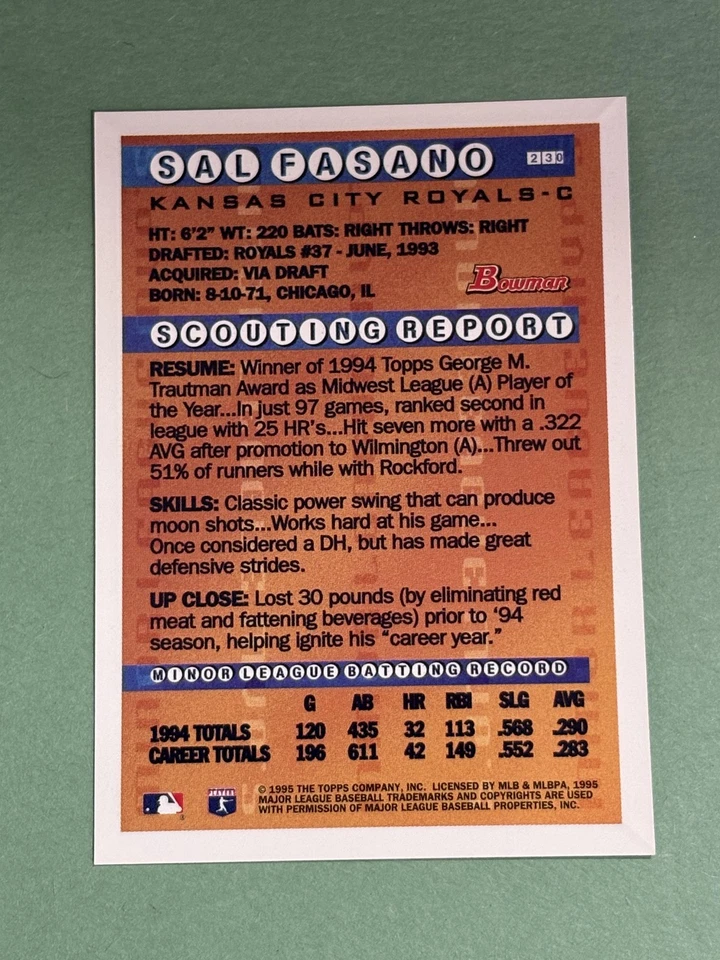 SAL FASANO
230
KANSAS CITY ROYALS-C
HT: 6'2" WT: 220 BATS: RIGHT THROWS: RIGHT
DRAFTED: ROYALS #37 - JUNE, 1993
ACQUIRED: VIA DRAFT
BORN: 8-10-71, CHICAGO, IL
Bowman
SCOUTING REPORT
RESUME: Winner of 1994 Topps George M.
Trautman Award as Midwest League (A) Player of
the Year...In just 97 games, ranked second in
league with 25 HR's...Hit seven more with a .322
AVG after promotion to Wilmington (A)...Threw out
51% of runners while with Rockford.
SKILLS: Classic power swing that can produce
moon shots...Works hard at his game...
Once considered a DH, but has made great
defensive strides.
UP CLOSE: Lost 30 pounds (by eliminating red
meat and fattening beverages) prior to '94
season, helping ignite his "career year."
MINOR LEAGUE BATTING RECORD
G AB HR RBI SLG AVG
1994 TOTALS 120 435 32 113 .568 .290
CAREER TOTALS 196 611 42 149 .552 .283
PLAYERS
© 1995 THE TOPPS COMPANY, INC. LICENSED BY MLB & MLBPA, 1995
MAJOR LEAGUE BASEBALL TRADEMARKS AND COPYRIGHTS ARE USED
WITH PERMISSION OF MAJOR LEAGUE BASEBALL PROPERTIES, INC.